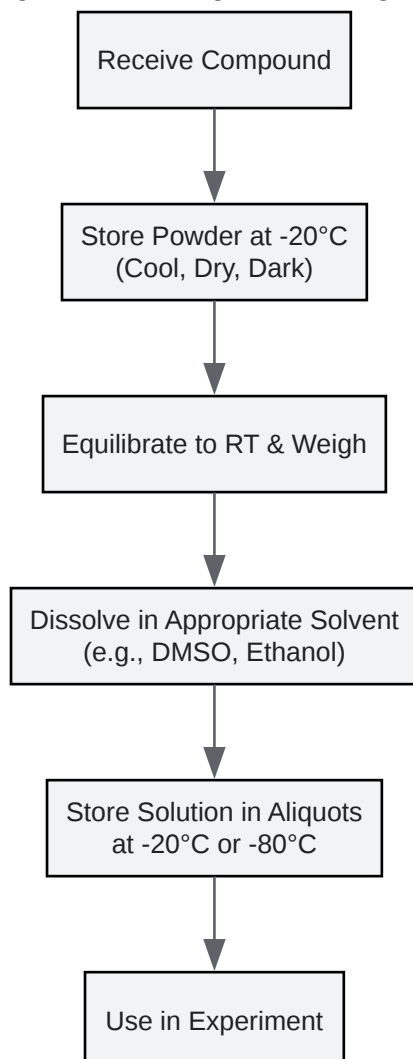 Receive Compound
Store Powder at -20°C
(Cool, Dry, Dark)
Equilibrate to RT & Weigh
Dissolve in Appropriate Solvent
(e.g., DMSO, Ethanol)
Store Solution in Aliquots
at -20°C or -80°C
Use in Experiment